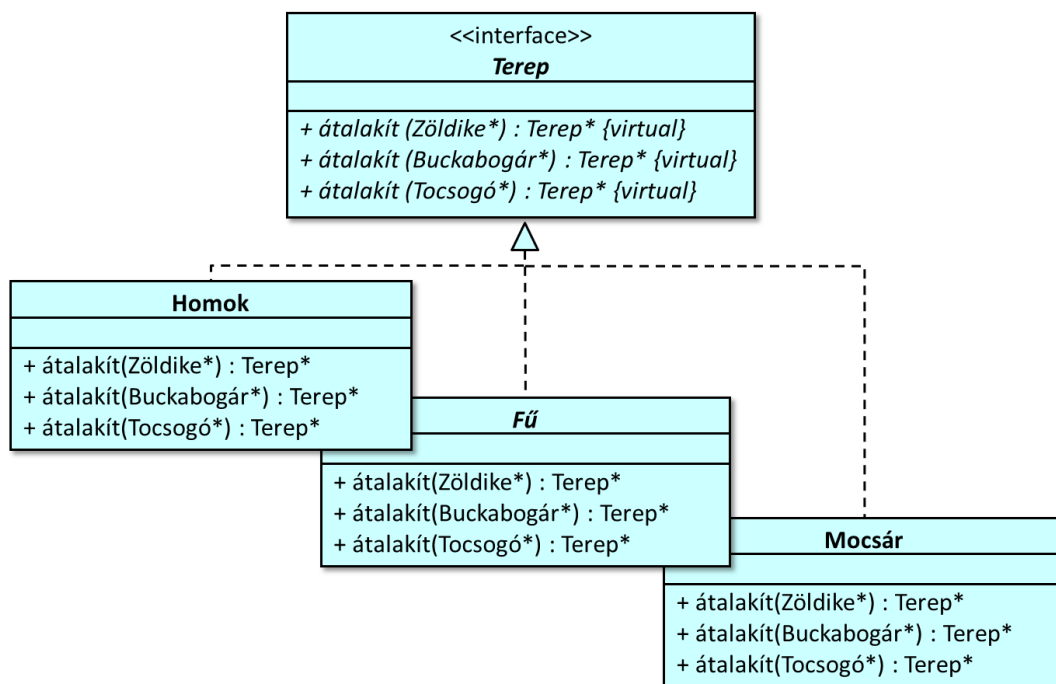 <<interface>>
Terep
+ átalakít (Zöldike*) : Terep* {virtual}
+ átalakít (Buckabogár*) : Terep* {virtual}
+ átalakít (Tocsogó*) : Terep* {virtual}
Homok
+ átalakít(Zöldike*) : Terep*
+ átalakít(Buckabogár*) : Terep*
+ átalakít(Tocsogó*) : Terep*
Fű
+ átalakít(Zöldike*) : Terep*
+ átalakít(Buckabogár*) : Terep*
+ átalakít(Tocsogó*) : Terep*
Mocsár
+ átalakít(Zöldike*) : Terep*
+ átalakít(Buckabogár*) : Terep*
+ átalakít(Tocsogó*) : Terep*